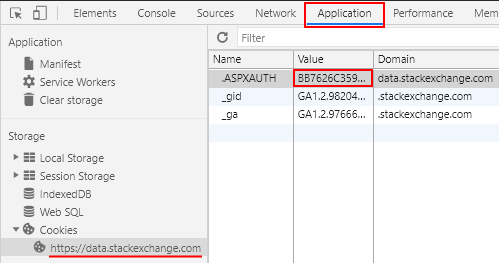 Elements Console Sources Network Application Performance Memory
Application
Manifest
Service Workers
Clear storage
Storage
Local Storage
Session Storage
IndexedDB
Web SQL
Cookies
https://data.stackexchange.com
Filter
Name Value Domain
.ASPXAUTH BB7626C359... data.stackexchange.com
_gid GA1.2.98204... .stackexchange.com
_ga GA1.2.97666... .stackexchange.com